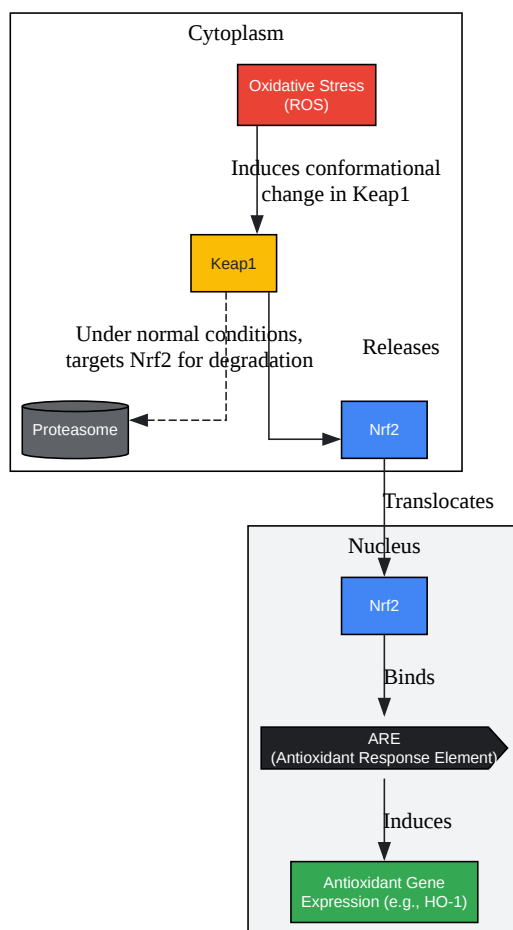 Cytoplasm
Oxidative Stress
(ROS)
Induces conformational
change in Keap1
Keap1
Under normal conditions,
targets Nrf2 for degradation
Releases
Proteasome
Nrf2
Translocates
Nucleus
Nrf2
Binds
ARE
(Antioxidant Response Element)
Induces
Antioxidant Gene
Expression (e.g., HO-1)